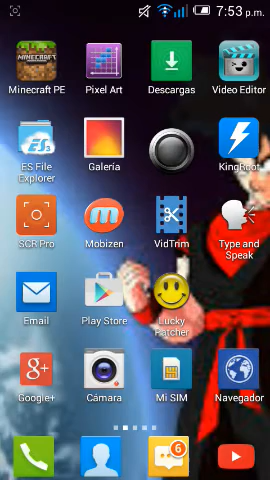 7:53 p.m.
MINECRAFT
Minecraft PE
Pixel Art
Descargas
Video Editor
ES
ES File
Explorer
Galería
KingRoot
SCR Pro
Mobizen
VidTrim
Type and
Speak
Email
Play Store
Lucky
Patcher
g+
Google+
Cámara
Mi SIM
Navegador
6